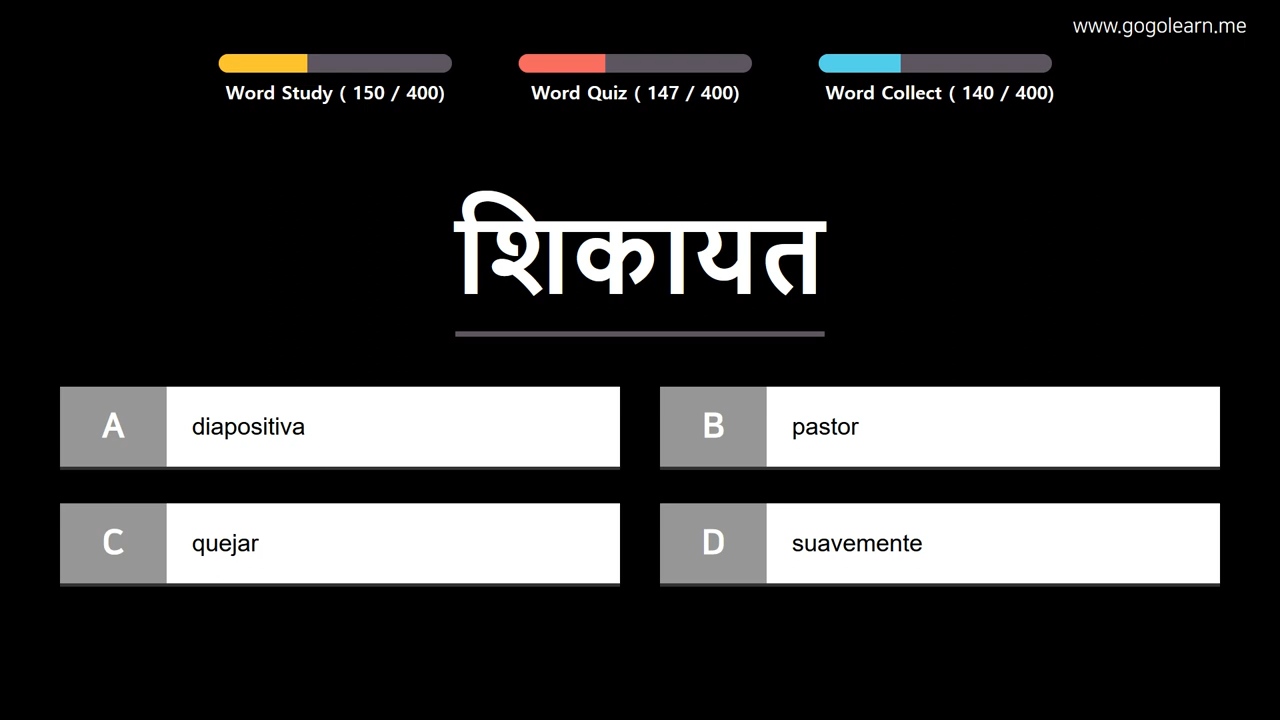 www.gogolearn.me
Word Study ( 150 / 400)
Word Quiz ( 147 / 400)
Word Collect ( 140 / 400)
शिकायत
A diapositiva
B pastor
C quejar
D suavemente